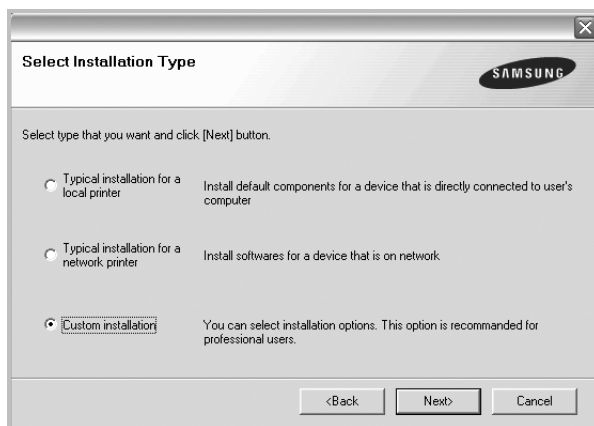 Select Installation Type
SAMSUNG
Select type that you want and click [Next] button.
Typical installation for a
local printer
Install default components for a device that is directly connected to user's
computer
Typical installation for a
network printer
Install softwares for a device that is on network
Custom installation
You can select installation options. This option is recommanded for
professional users.
<Back
Next>
Cancel